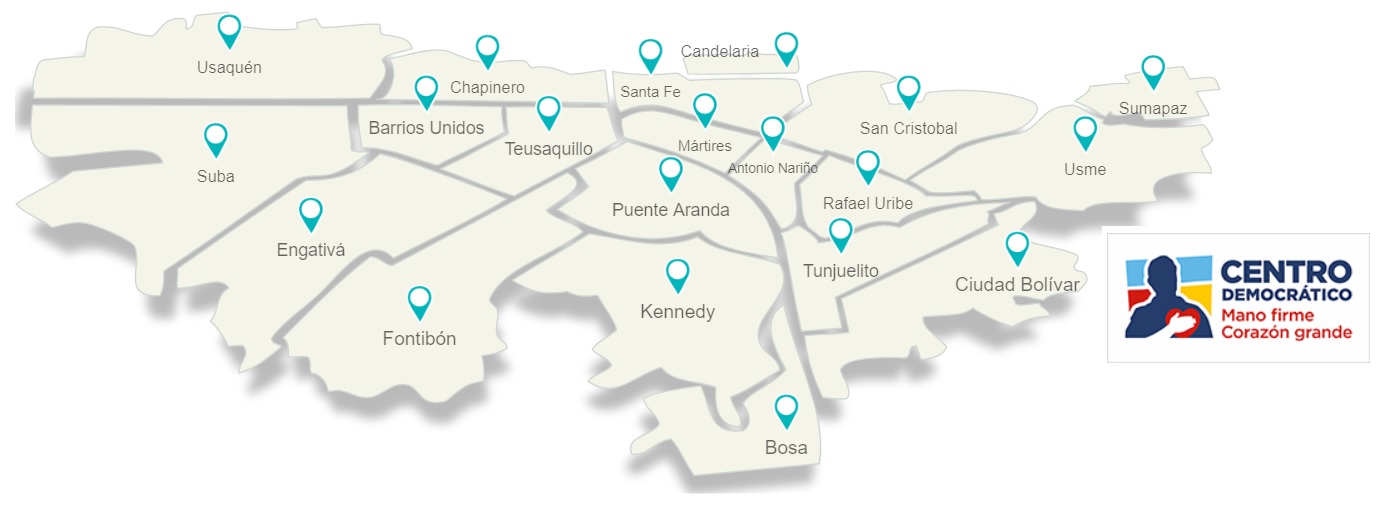 Usaquén
Chapinero
Santa Fe
Candelaria
Sumapaz
Barrios Unidos
Teusaquillo
Mártires
San Cristobal
Suba
Antonio Nariño
Usme
Puente Aranda
Rafael Uribe
Engativá
Tunjuelito
Ciudad Bolívar
Fontibón
Kennedy
Bosa
CENTRO
DEMOCRÁTICO
Mano firme
Corazón grande